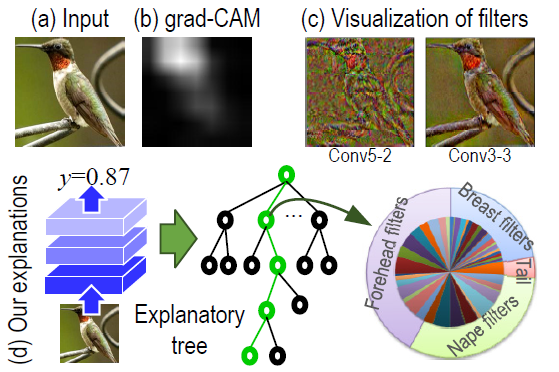 (a) Input
(b) grad-CAM
(c) Visualization of filters
Conv5-2
Conv3-3
(d) Our explanations
y=0.87
...
Explanatory
tree
Forehead filters
Breast filters
Tail
Nape filters